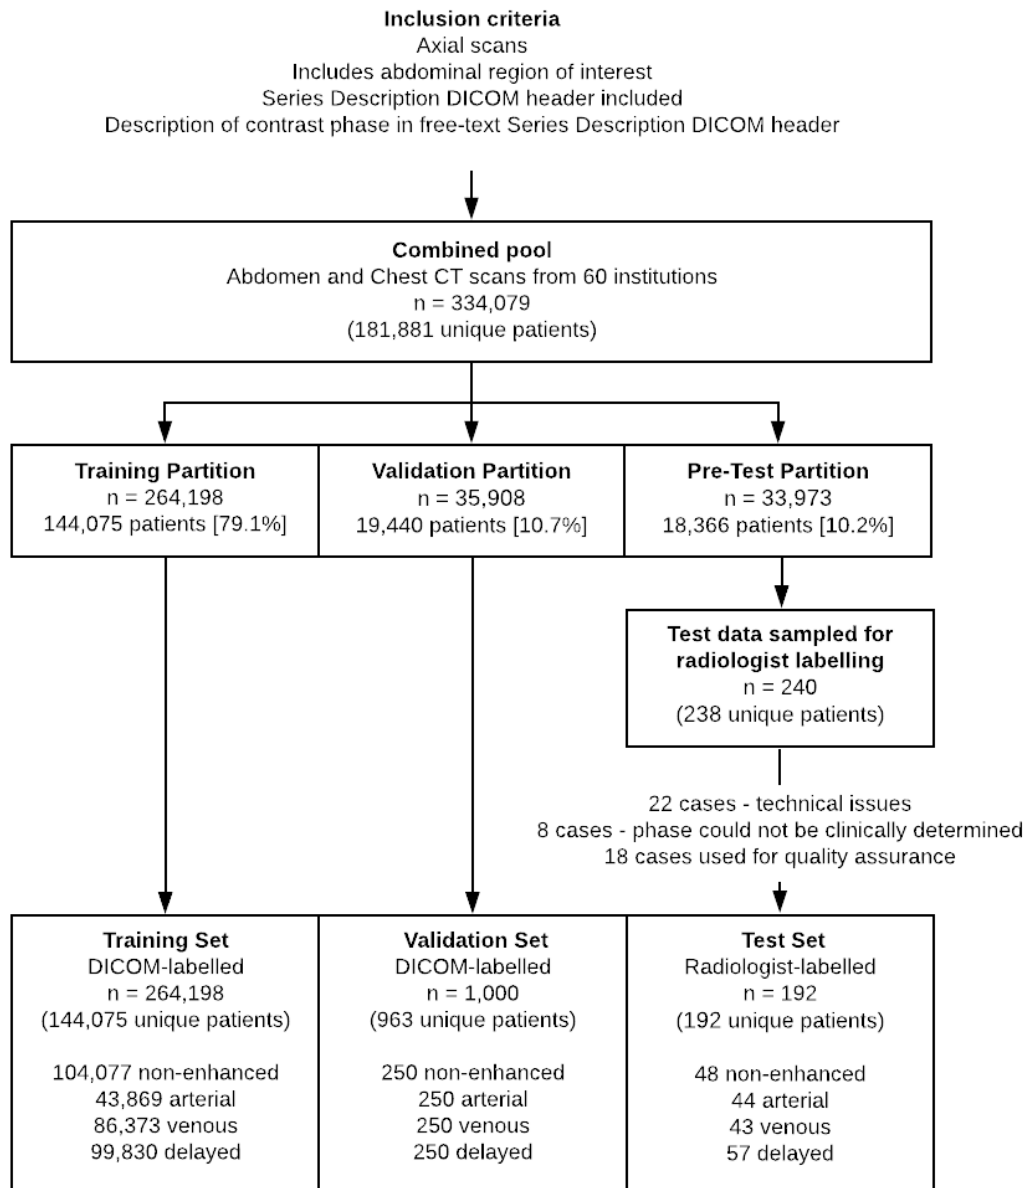 Inclusion criteria
Axial scans
Includes abdominal region of interest
Series Description DICOM header included
Description of contrast phase in free-text Series Description DICOM header
Combined pool
Abdomen and Chest CT scans from 60 institutions
n = 334,079
(181,881 unique patients)
Training Partition
n = 264,198
144,075 patients [79.1%]
Validation Partition
n = 35,908
19,440 patients [10.7%]
Pre-Test Partition
n = 33,973
18,366 patients [10.2%]
Test data sampled for
radiologist labelling
n = 240
(238 unique patients)
22 cases - technical issues
8 cases - phase could not be clinically determined
18 cases used for quality assurance
Training Set
DICOM-labelled
n = 264,198
(144,075 unique patients)
104,077 non-enhanced
43,869 arterial
86,373 venous
99,830 delayed
Validation Set
DICOM-labelled
n = 1,000
(963 unique patients)
250 non-enhanced
250 arterial
250 venous
250 delayed
Test Set
Radiologist-labelled
n = 192
(192 unique patients)
48 non-enhanced
44 arterial
43 venous
57 delayed